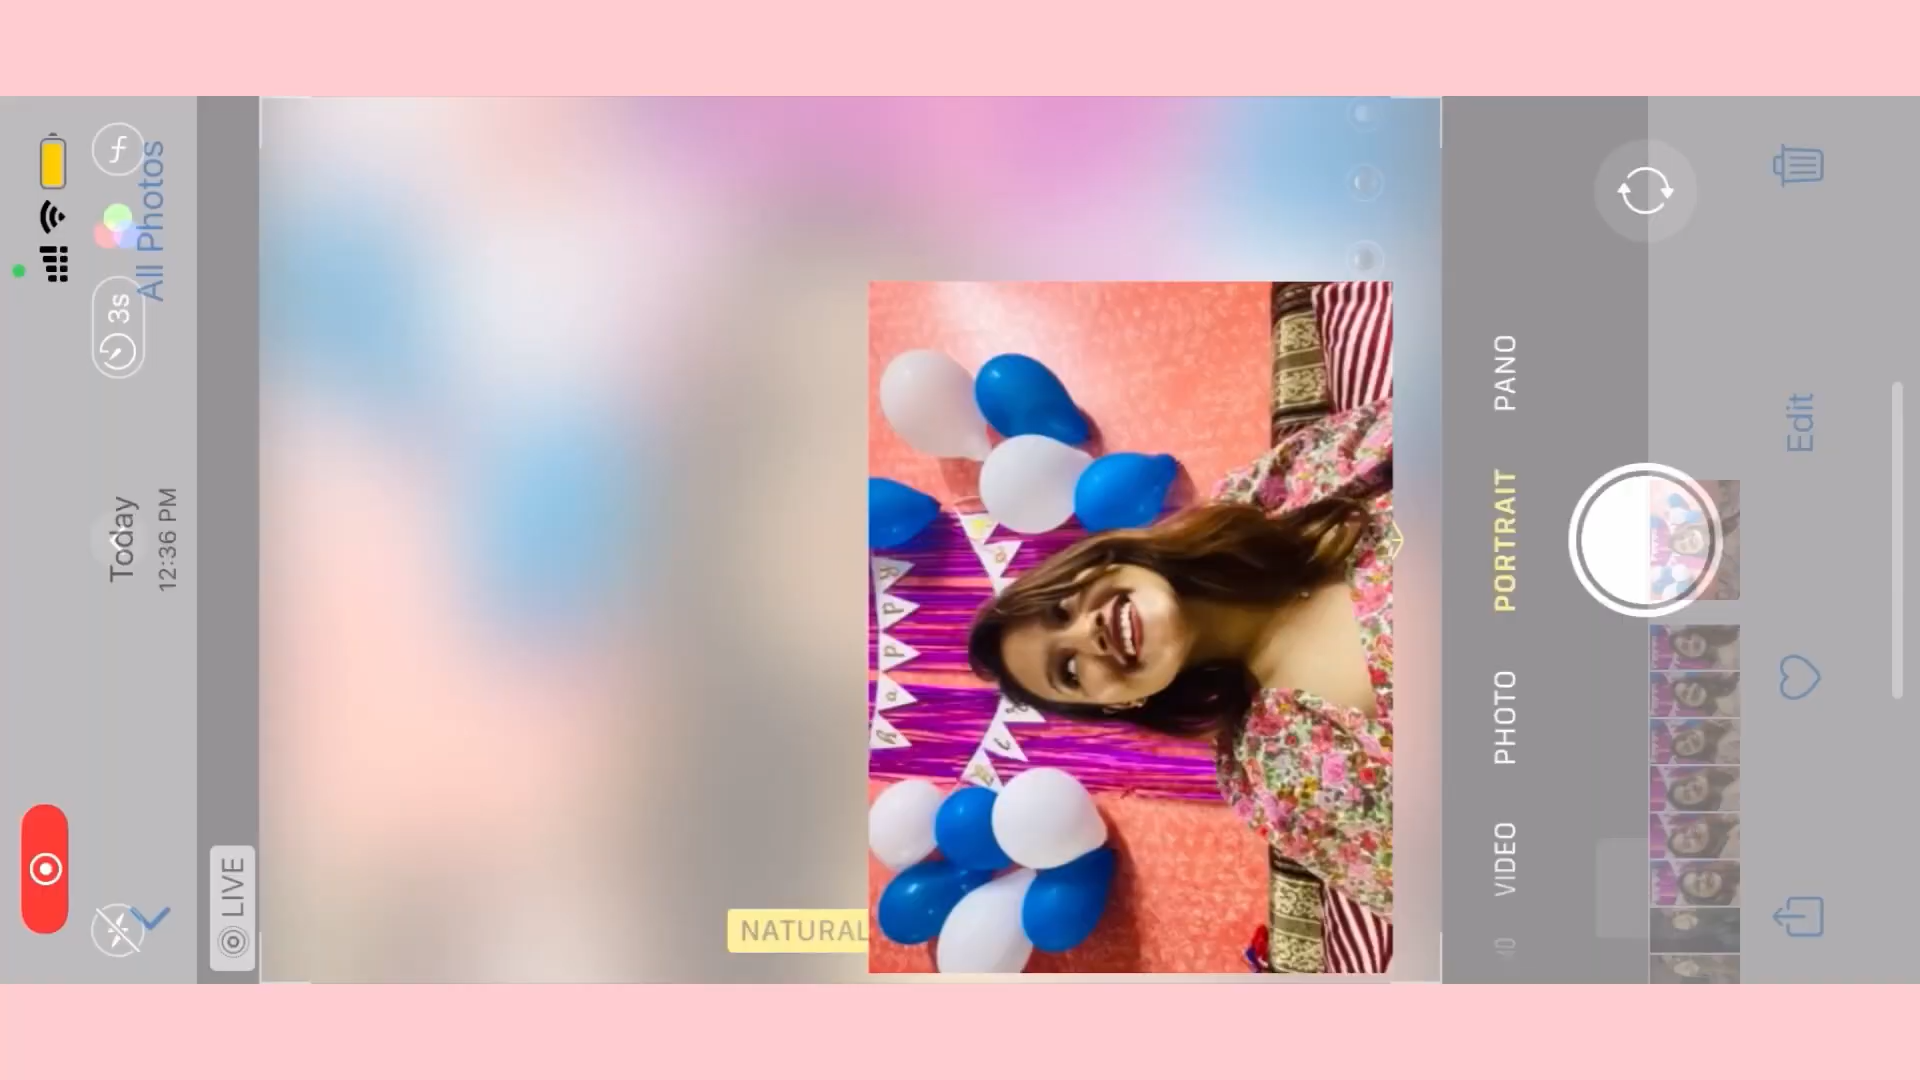 All Photos
3s
Today
12:36 PM
LIVE
NATURAL
PANO
PORTRAIT
PHOTO
VIDEO
Edit